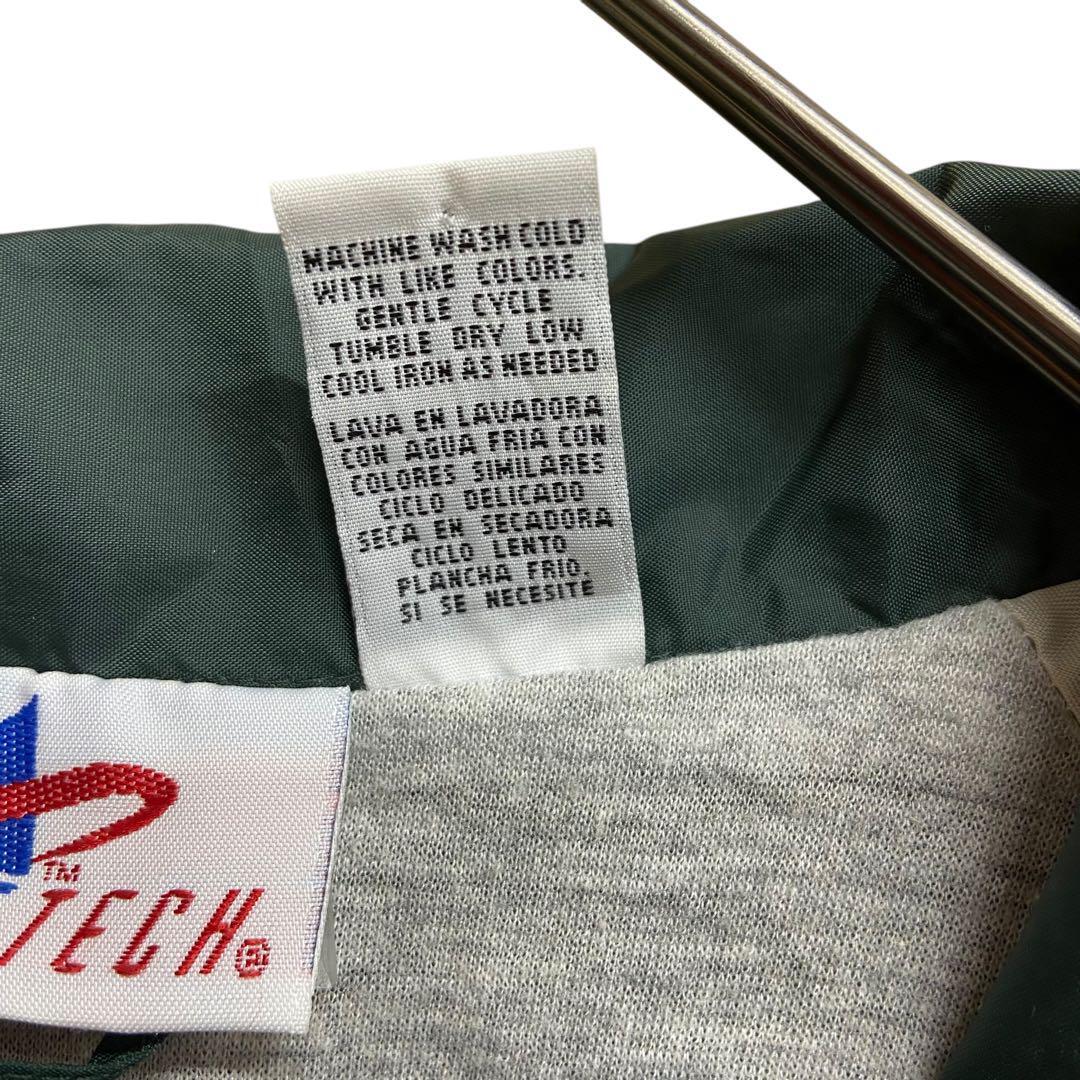 MACHINE WASH COLD
WITH LIKE COLORS.
GENTLE CYCLE
TUMBLE DRY LOW
COOL IRON AS NEEDED
LAVA EN LAVADORA
CON AGUA FRIA CON
COLORES SIMILARES
CICLO DELICADO
SECA EN SECADORA
CICLO LENTO
PLANCHA FRIO.
SI SE NECESITE
TM
TECH®